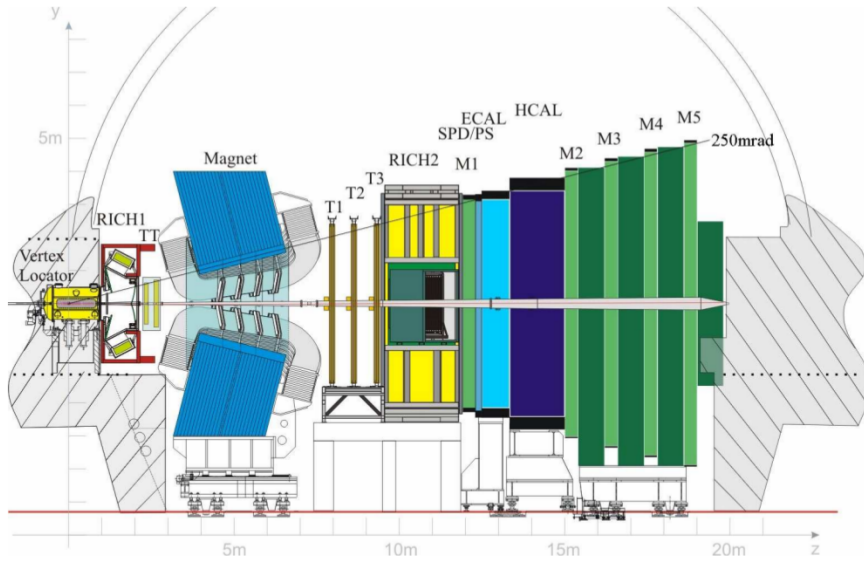 y
5m
Vertex
Locator
RICH1
TT
Magnet
T1
T2
T3
RICH2
M1
SPD/PS
ECAL
HCAL
M2
M3
M4
M5
250mrad
5m
10m
15m
20m
z